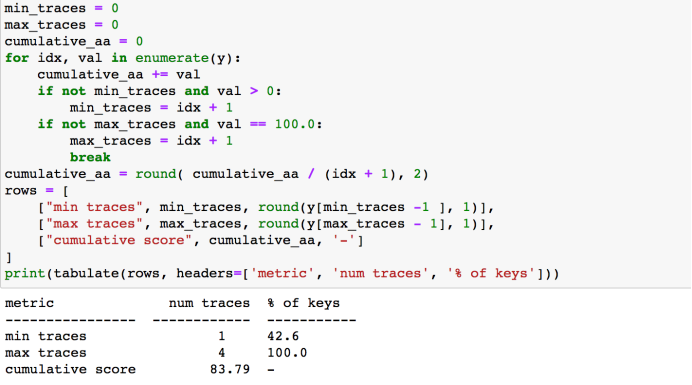 min_traces = 0
max_traces = 0
cumulative_aa = 0
for idx, val in enumerate(y):
    cumulative_aa += val
    if not min_traces and val > 0:
        min_traces = idx + 1
    if not max_traces and val == 100.0:
        max_traces = idx + 1
        break
cumulative_aa = round( cumulative_aa / (idx + 1), 2)
rows = [
    ["min traces", min_traces, round(y[min_traces -1 ], 1)],
    ["max traces", max_traces, round(y[max_traces - 1], 1)],
    ["cumulative score", cumulative_aa, '-']
]
print(tabulate(rows, headers=['metric', 'num traces', '% of keys']))
metric              num traces  % of keys
----------------  ------------  -----------
min traces                1     42.6
max traces                4     100.0
cumulative score         83.79  -